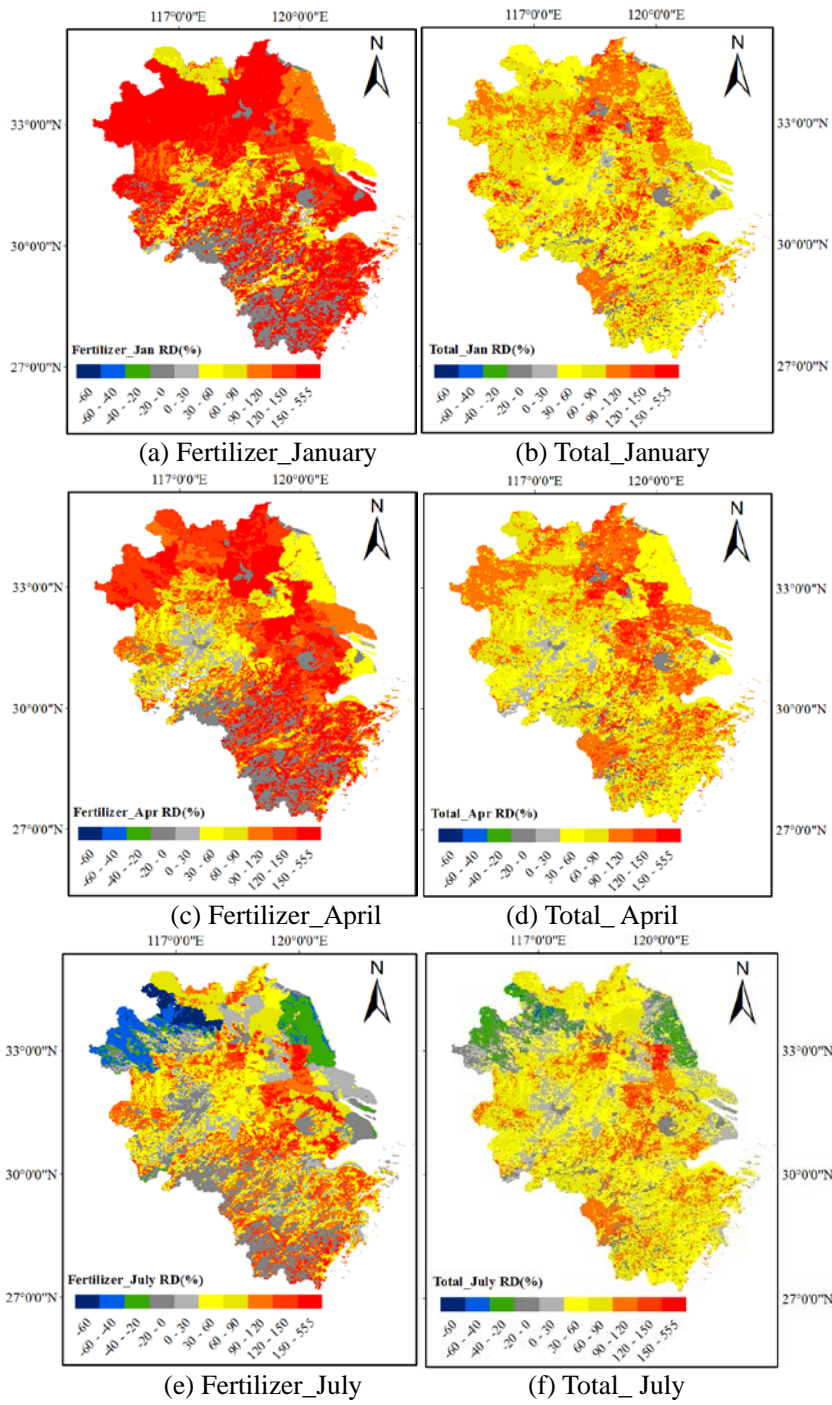 117°0'0"E 120°0'0"E 117°0'0"E 120°0'0"E
N N
33°0'0"N 33°0'0"N
30°0'0"N 30°0'0"N
Fertilizer_Jan RD(%) Total_Jan RD(%)
27°0'0"N 27°0'0"N
-60 -60 - -40 -40 - -20 -20 - 0 0 - 30 30 - 60 60 - 90 90 - 120 120 - 150 150 - 555 -60 -60 - -40 -40 - -20 -20 - 0 0 - 30 30 - 60 60 - 90 90 - 120 120 - 150 150 - 555
(a) Fertilizer_January (b) Total_January
117°0'0"E 120°0'0"E 117°0'0"E 120°0'0"E
N N
33°0'0"N 33°0'0"N
30°0'0"N 30°0'0"N
Fertilizer_Apr RD(%) Total_Apr RD(%)
27°0'0"N 27°0'0"N
-60 -60 - -40 -40 - -20 -20 - 0 0 - 30 30 - 60 60 - 90 90 - 120 120 - 150 150 - 555 -60 -60 - -40 -40 - -20 -20 - 0 0 - 30 30 - 60 60 - 90 90 - 120 120 - 150 150 - 555
(c) Fertilizer_April (d) Total_ April
117°0'0"E 120°0'0"E 117°0'0"E 120°0'0"E
N N
33°0'0"N 33°0'0"N
30°0'0"N 30°0'0"N
Fertilizer_July RD(%) Total_July RD(%)
27°0'0"N 27°0'0"N
-60 -60 - -40 -40 - -20 -20 - 0 0 - 30 30 - 60 60 - 90 90 - 120 120 - 150 150 - 555 -60 -60 - -40 -40 - -20 -20 - 0 0 - 30 30 - 60 60 - 90 90 - 120 120 - 150 150 - 555
(e) Fertilizer_July (f) Total_ July